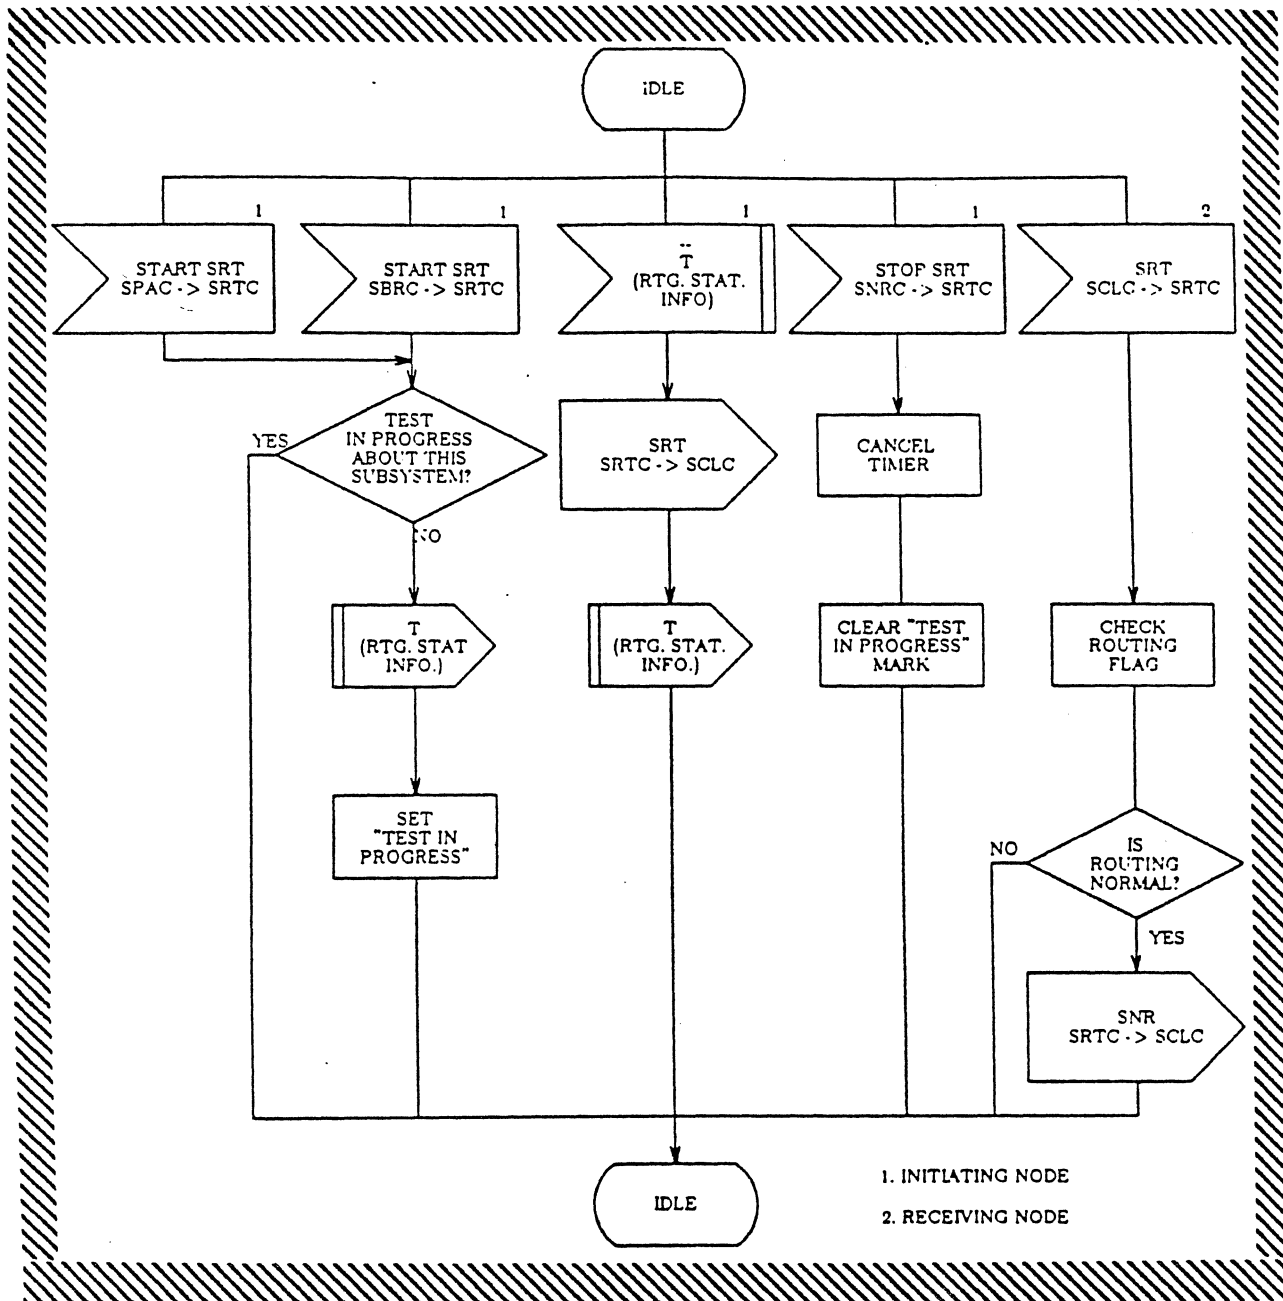 IDLE
1
1
1
1
2
START SRT
SPAC -> SRTC
START SRT
SBRC -> SRTC
T
(RTG. STAT.
INFO)
STOP SRT
SNRC -> SRTC
SRT
SCLC -> SRTC
TEST
IN PROGRESS
ABOUT THIS
SUBSYSTEM?
YES
NO
SRT
SRTC -> SCLC
CANCEL
TIMER
T
(RTG. STAT
INFO.)
T
(RTG. STAT.
INFO.)
CLEAR "TEST
IN PROGRESS"
MARK
CHECK
ROUTING
FLAG
SET
"TEST IN
PROGRESS"
NO
IS
ROUTING
NORMAL?
YES
SNR
SRTC -> SCLC
IDLE
1. INITIATING NODE
2. RECEIVING NODE